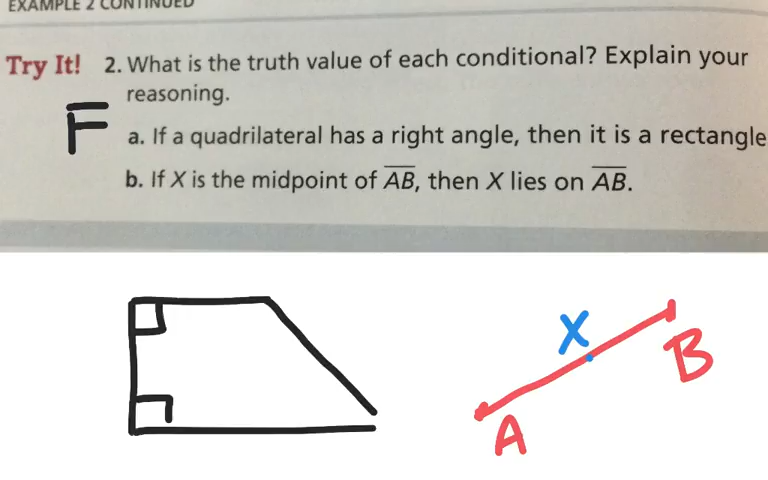 EXAMPLE 2 CONTINUED
Try It! 2. What is the truth value of each conditional? Explain your
reasoning.
F
a. If a quadrilateral has a right angle, then it is a rectangle
b. If X is the midpoint of AB, then X lies on AB.
X
B
A